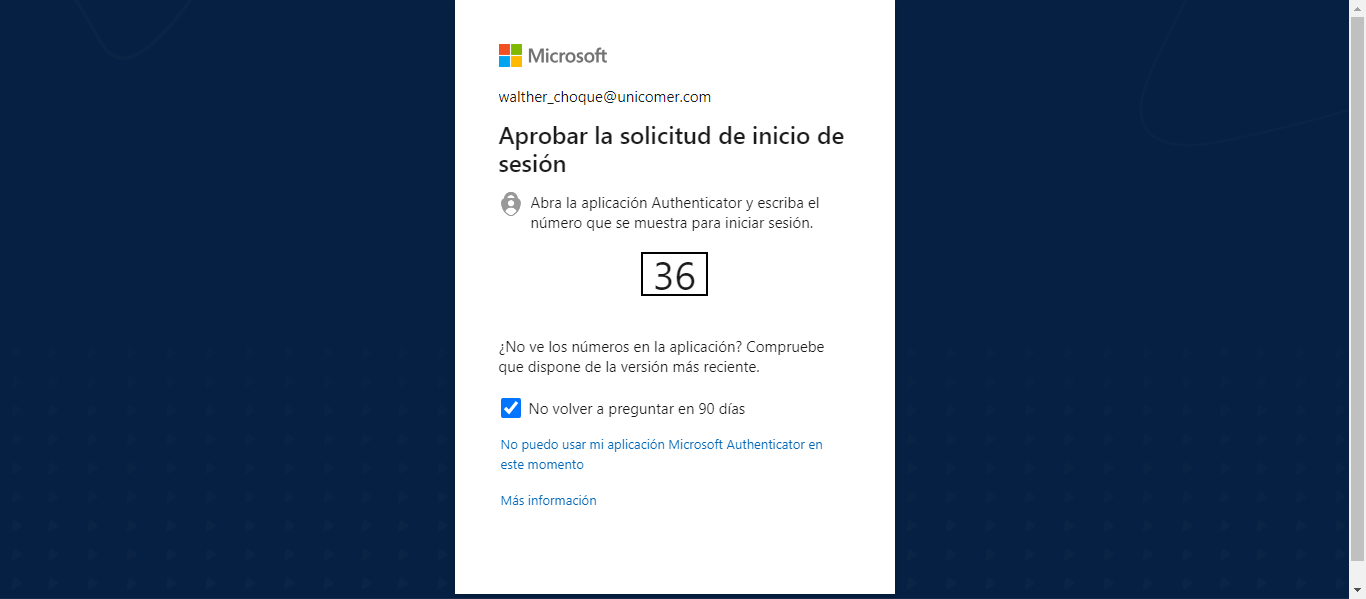 Microsoft
walther_choque@unicomer.com
Aprobar la solicitud de inicio de
sesión
Abra la aplicación Authenticator y escriba el
número que se muestra para iniciar sesión.
36
¿No ve los números en la aplicación? Compruebe
que dispone de la versión más reciente.
No volver a preguntar en 90 días
No puedo usar mi aplicación Microsoft Authenticator en
este momento
Más información